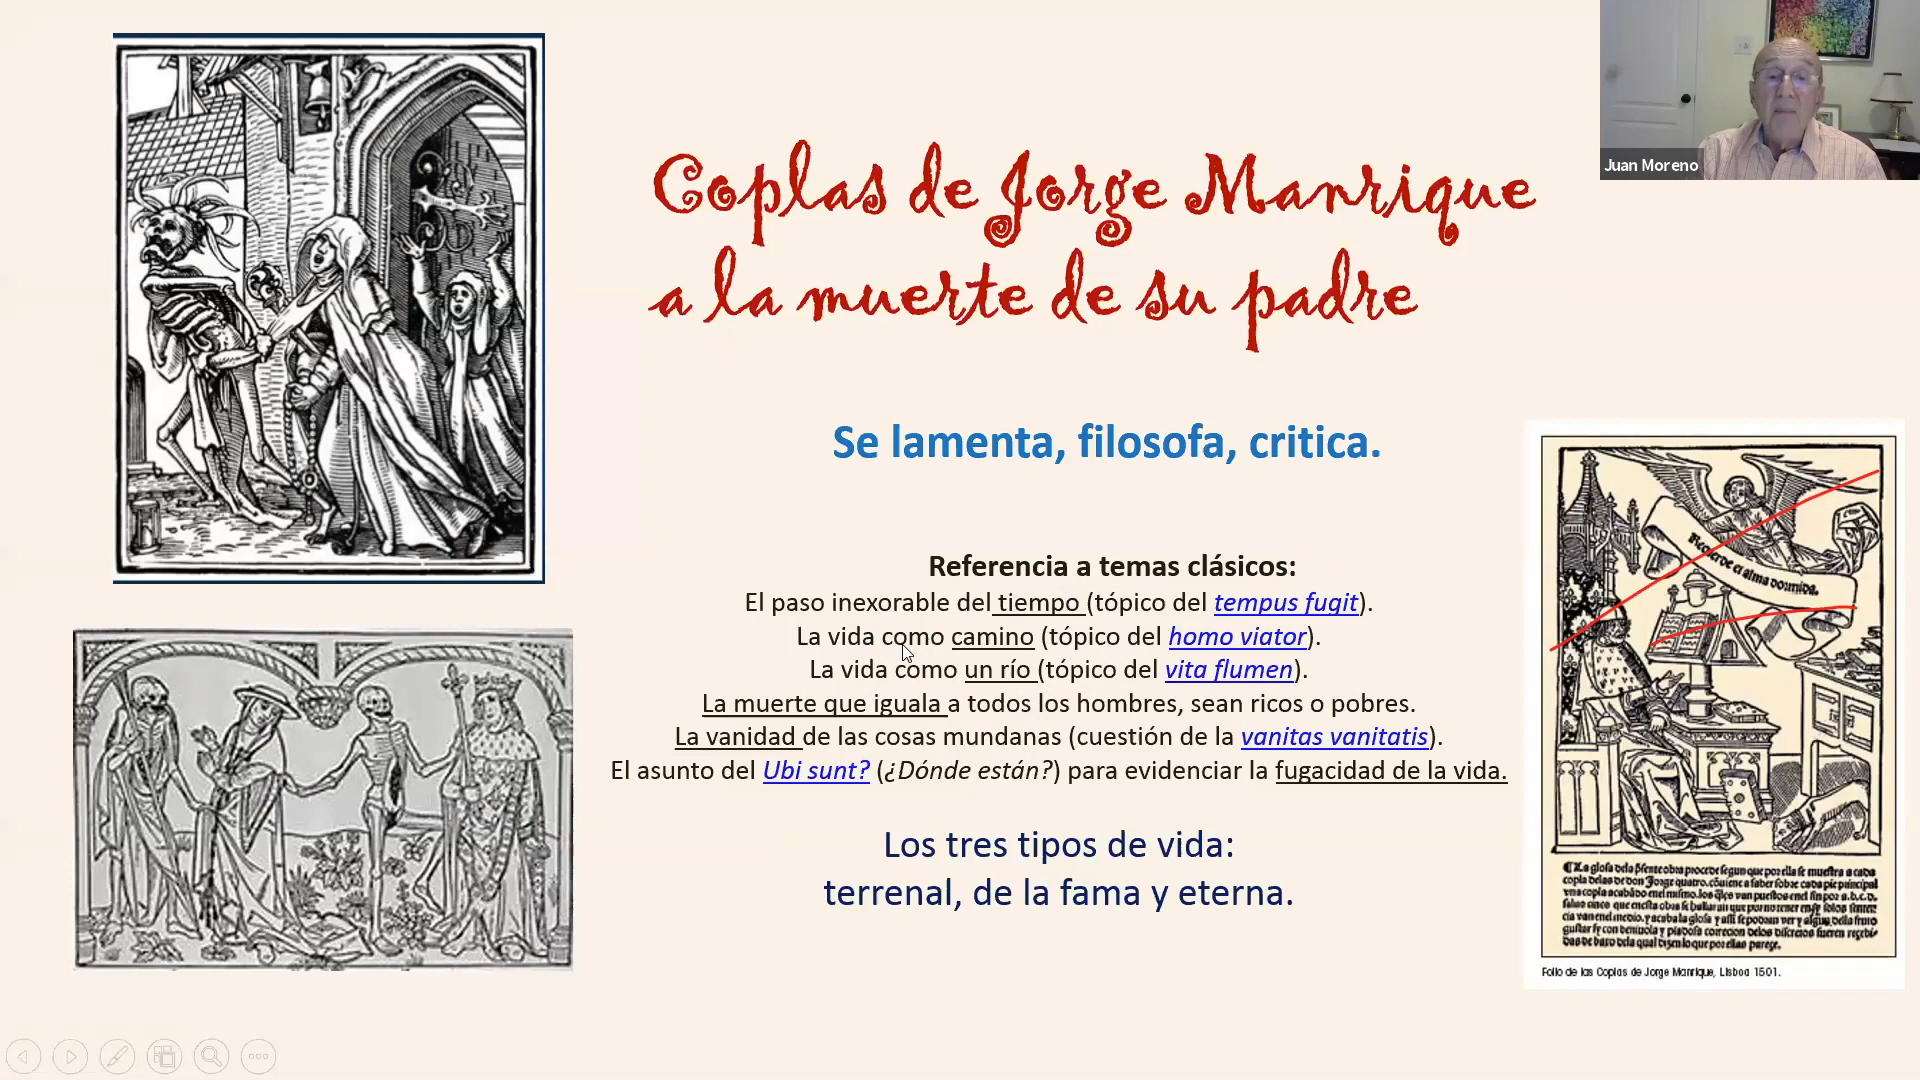 Juan Moreno
Coplas de Jorge Manrique
a la muerte de su padre
Se lamenta, filosofa, critica.
Referencia a temas clásicos:
El paso inexorable del tiempo (tópico del tempus fugit).
La vida como camino (tópico del homo viator).
La vida como un río (tópico del vita flumen).
La muerte que iguala a todos los hombres, sean ricos o pobres.
La vanidad de las cosas mundanas (cuestión de la vanitas vanitatis).
El asunto del Ubi sunt? (¿Dónde están?) para evidenciar la fugacidad de la vida.
Los tres tipos de vida:
terrenal, de la fama y eterna.
Recuerde el alma dormida.
Folio de las Coplas de Jorge Manrique, Lisboa 1501.